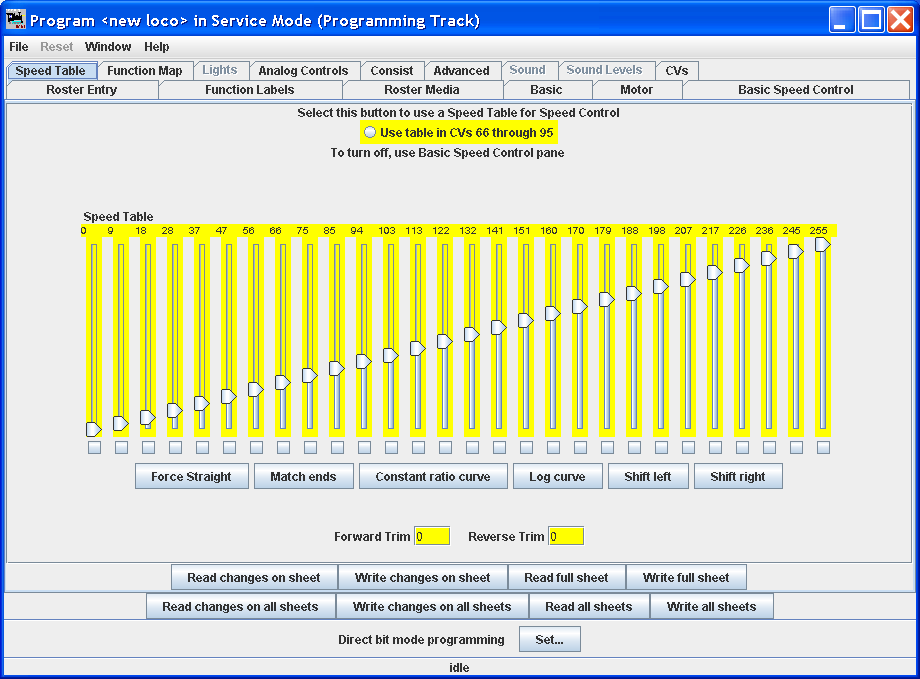 Program <new loco> in Service Mode (Programming Track)
File Reset Window Help
Speed Table Function Map Lights Analog Controls Consist Advanced Sound Sound Levels CVs
Roster Entry Function Labels Roster Media Basic Motor Basic Speed Control
Select this button to use a Speed Table for Speed Control
Use table in CVs 66 through 95
To turn off, use Basic Speed Control pane
Speed Table
0 9 18 28 37 47 56 66 75 85 94 103 113 122 132 141 151 160 170 179 188 198 207 217 226 236 245 255
Force Straight Match ends Constant ratio curve Log curve Shift left Shift right
Forward Trim 0 Reverse Trim 0
Read changes on sheet Write changes on sheet Read full sheet Write full sheet
Read changes on all sheets Write changes on all sheets Read all sheets Write all sheets
Direct bit mode programming Set...
idle